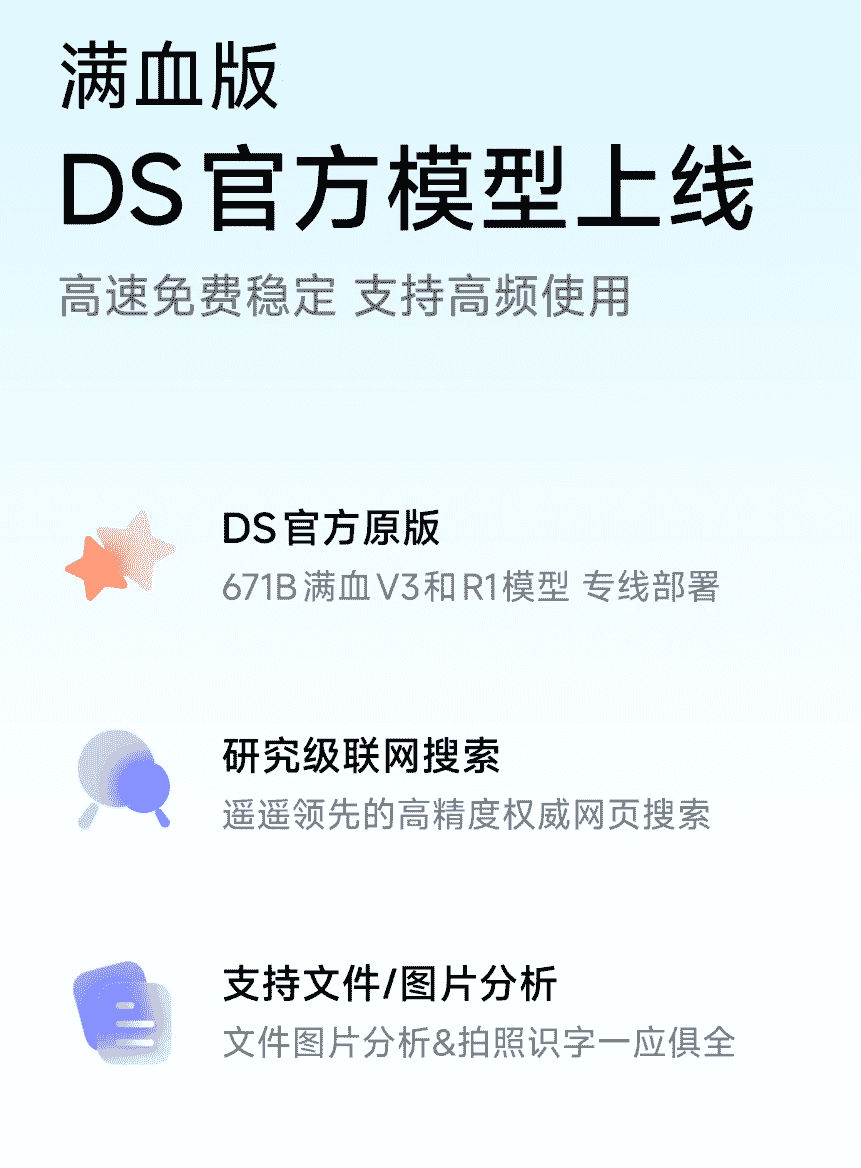 满血版
DS官方模型上线
高速免费稳定 支持高频使用
DS官方原版
671B满血V3和R1模型 专线部署
研究级联网搜索
遥遥领先的高精度权威网页搜索
支持文件/图片分析
文件图片分析&拍照识字一应俱全